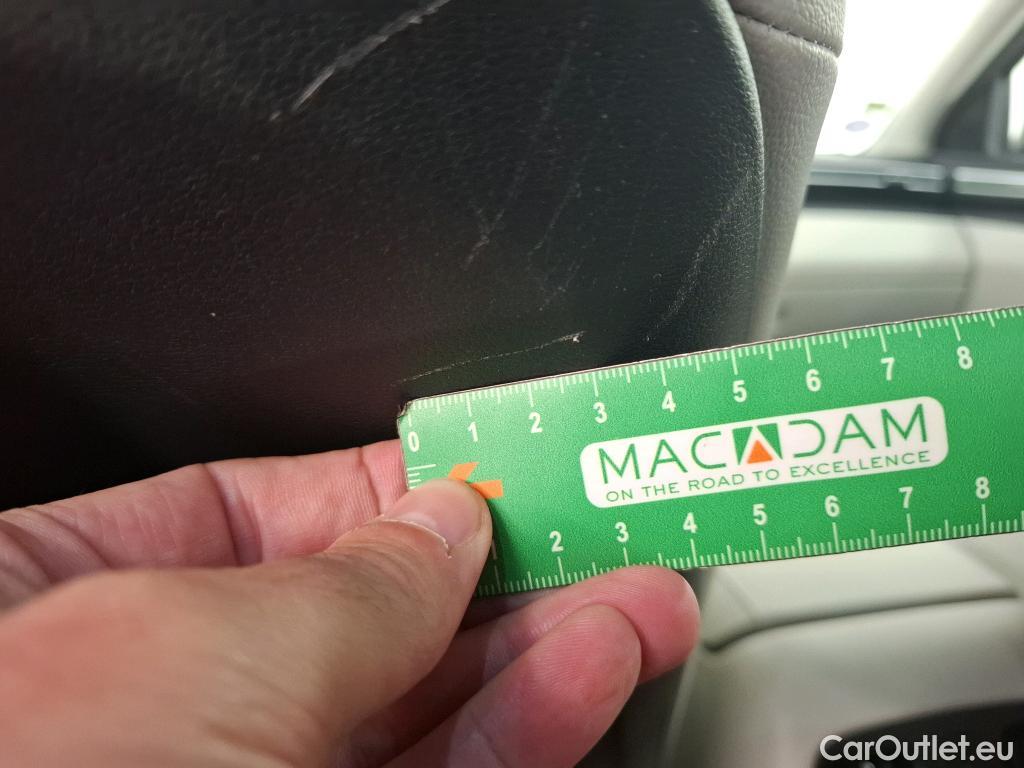 0 1 2 3 4 5 6 7 8
MACADAM
ON THE ROAD TO EXCELLENCE
2 3 4 5 6 7 8
CarOutlet.eu